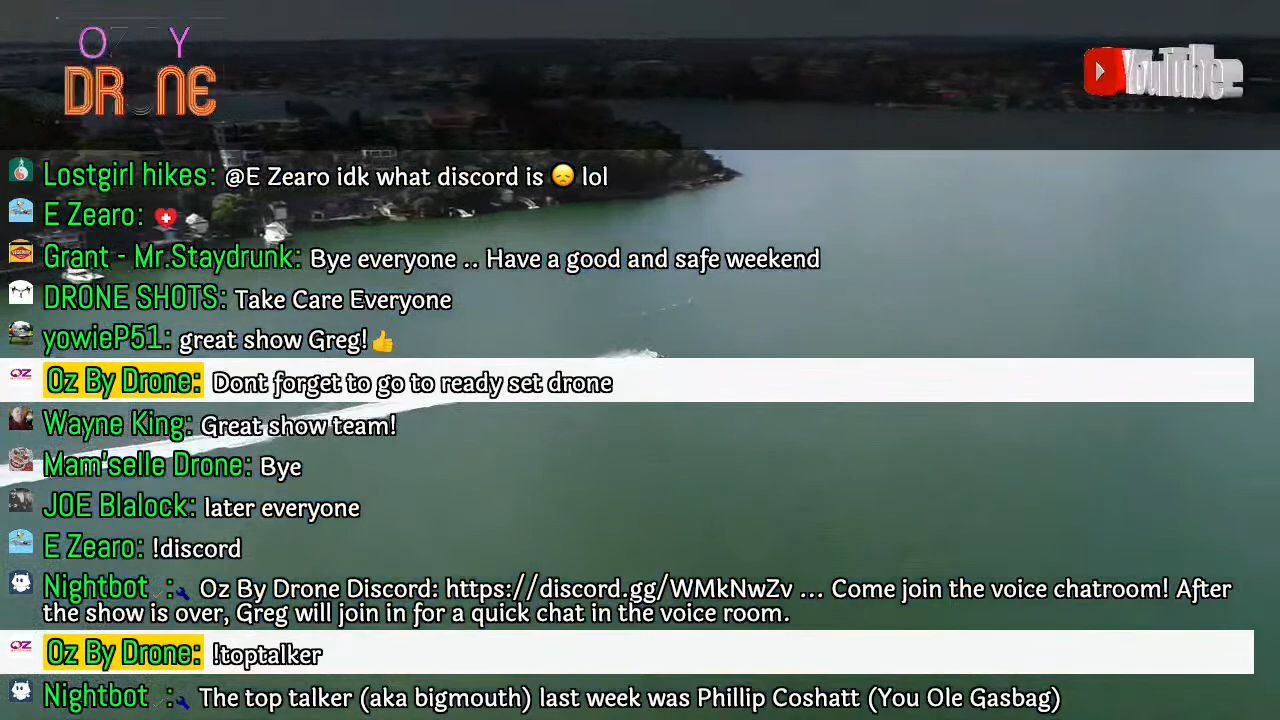 OZ Y
DR NE
YouTube
Lostgirl hikes: @E Zearo idk what discord is 😞 lol
E Zearo:
Grant - Mr.Staydrunk: Bye everyone .. Have a good and safe weekend
DRONE SHOTS: Take Care Everyone
yowieP51: great show Greg!👍
Oz By Drone: Dont forget to go to ready set drone
Wayne King: Great show team!
Mam'selle Drone: Bye
JOE Blalock: later everyone
E Zearo: !discord
Nightbot : Oz By Drone Discord: https://discord.gg/WMkNwZv ... Come join the voice chatroom! After
the show is over, Greg will join in for a quick chat in the voice room.
Oz By Drone: !toptalker
Nightbot : The top talker (aka bigmouth) last week was Phillip Coshatt (You Ole Gasbag)